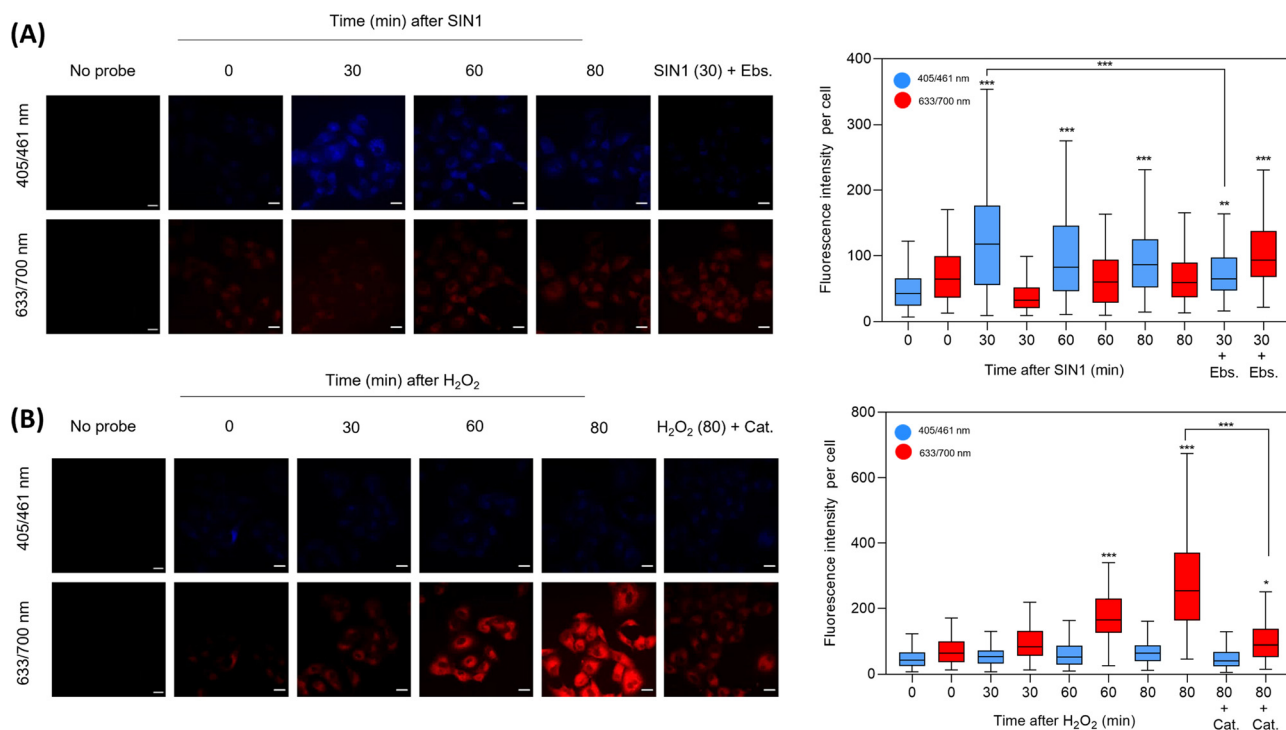 (A)
Time (min) after SIN1
No probe 0 30 60 80 SIN1 (30) + Ebs.
405/461 nm
633/700 nm
Fluorescence intensity per cell
400
300
200
100
0
405/461 nm
633/700 nm
***
***
***
***
**
***
0 0 30 30 60 60 80 80 30 30
+ +
Ebs. Ebs.
Time after SIN1 (min)
(B)
Time (min) after H₂O₂
No probe 0 30 60 80 H₂O₂ (80) + Cat.
405/461 nm
633/700 nm
Fluorescence intensity per cell
800
600
400
200
0
405/461 nm
633/700 nm
***
***
***
*
0 0 30 30 60 60 80 80 80 80
+ +
Cat. Cat.
Time after H₂O₂ (min)